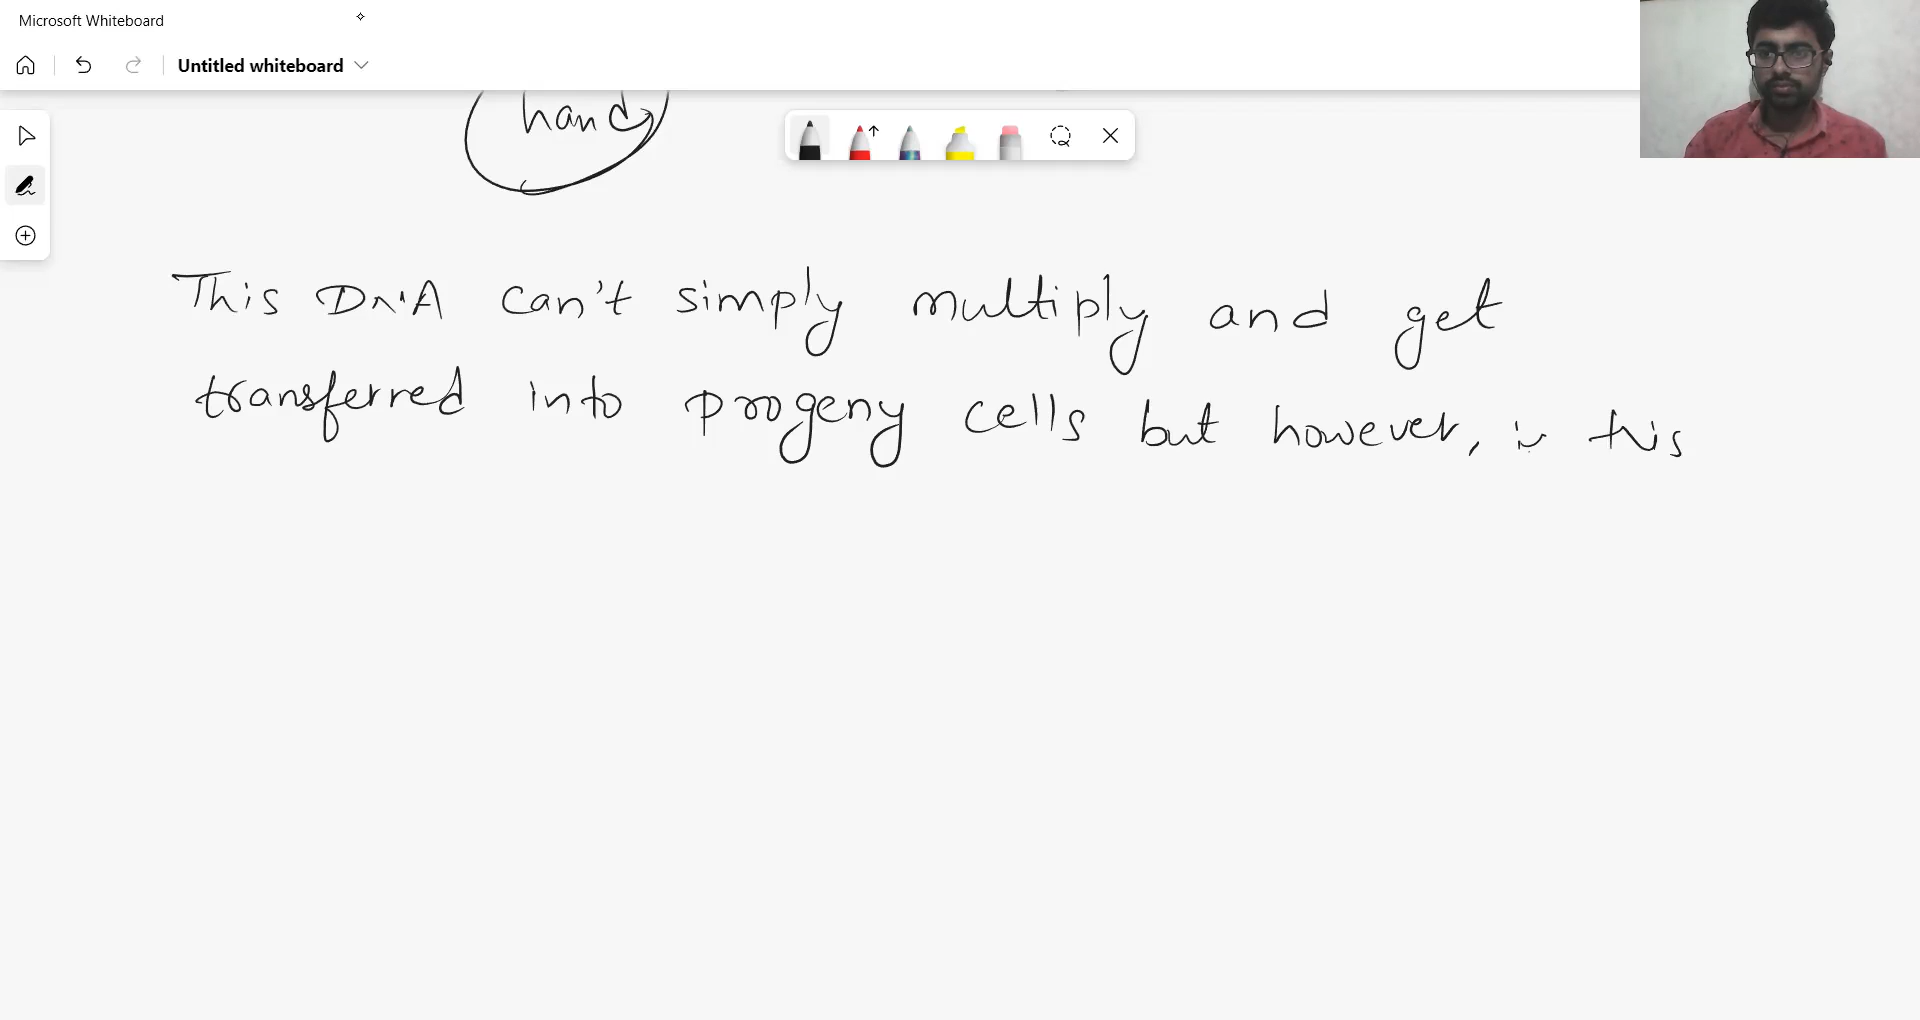 Microsoft Whiteboard
Untitled whiteboard
hand
This DNA can't simply multiply and get
transferred into progeny cells but however, this